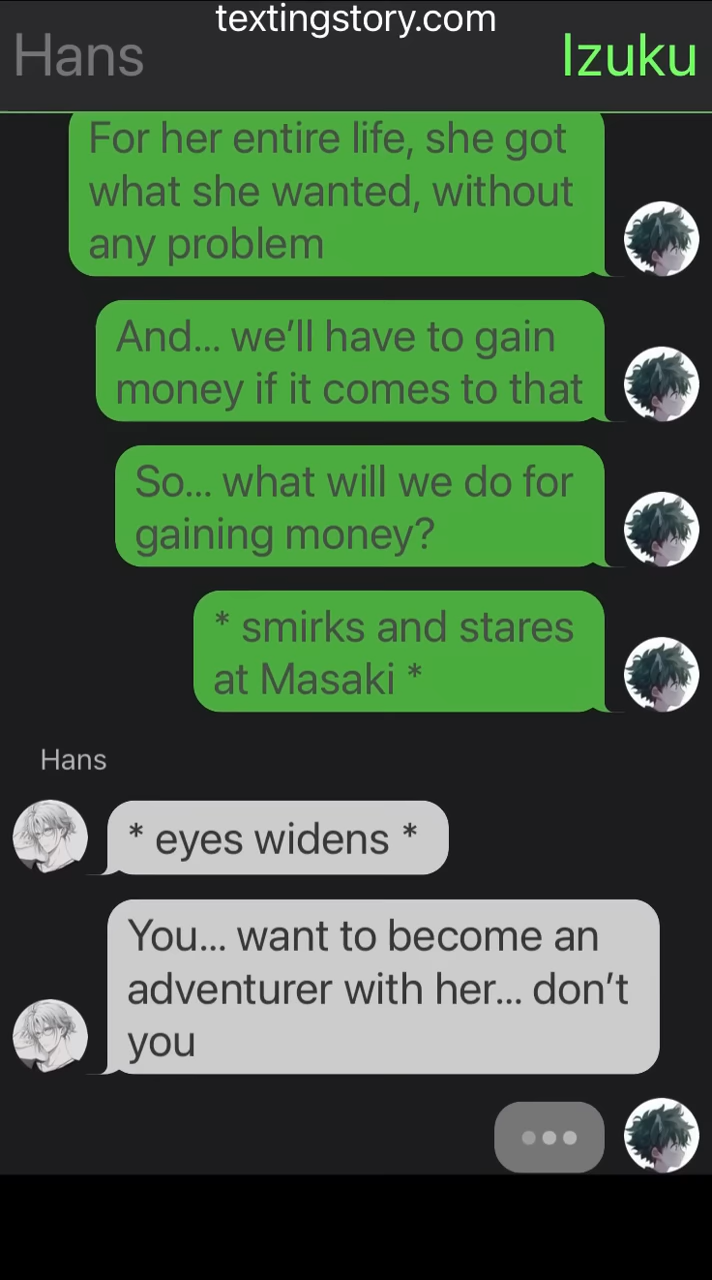 textingstory.com
Hans
Izuku
For her entire life, she got
what she wanted, without
any problem
And... we’ll have to gain
money if it comes to that
So... what will we do for
gaining money?
* smirks and stares
at Masaki *
Hans
* eyes widens *
You... want to become an
adventurer with her... don’t
you